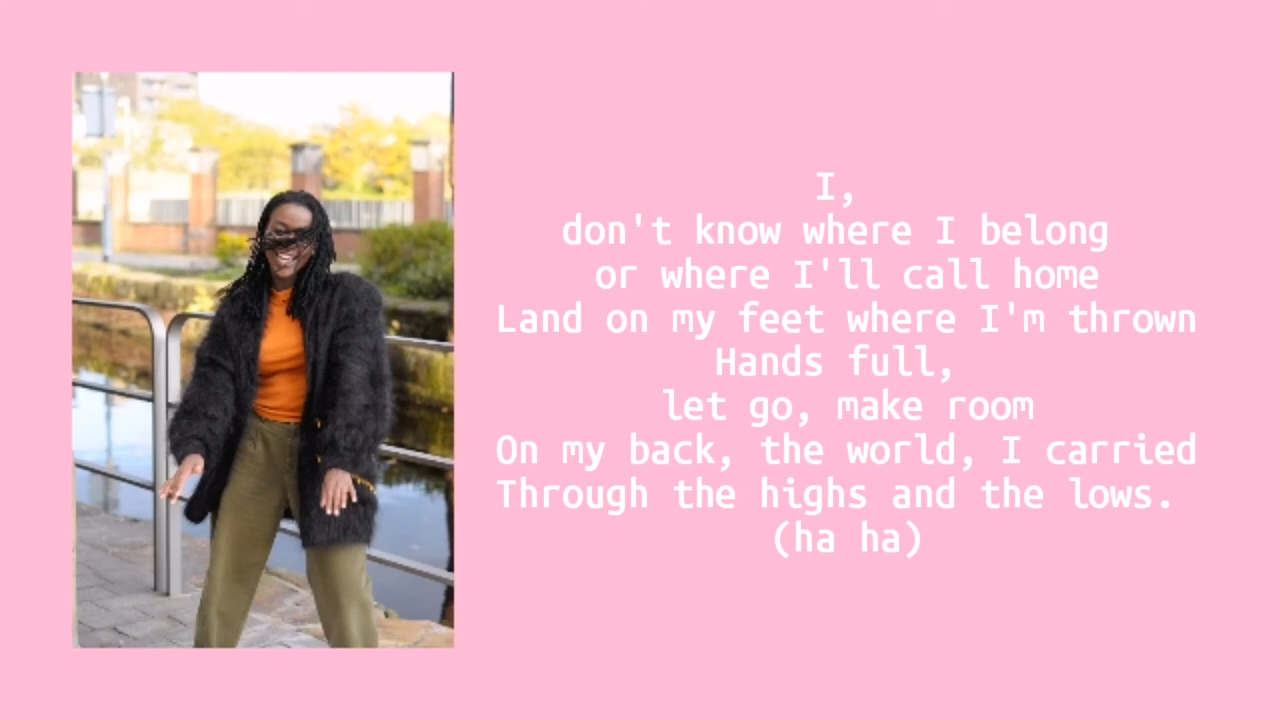 I,
don't know where I belong
or where I'll call home
Land on my feet where I'm thrown
Hands full,
let go, make room
On my back, the world, I carried
Through the highs and the lows.
(ha ha)